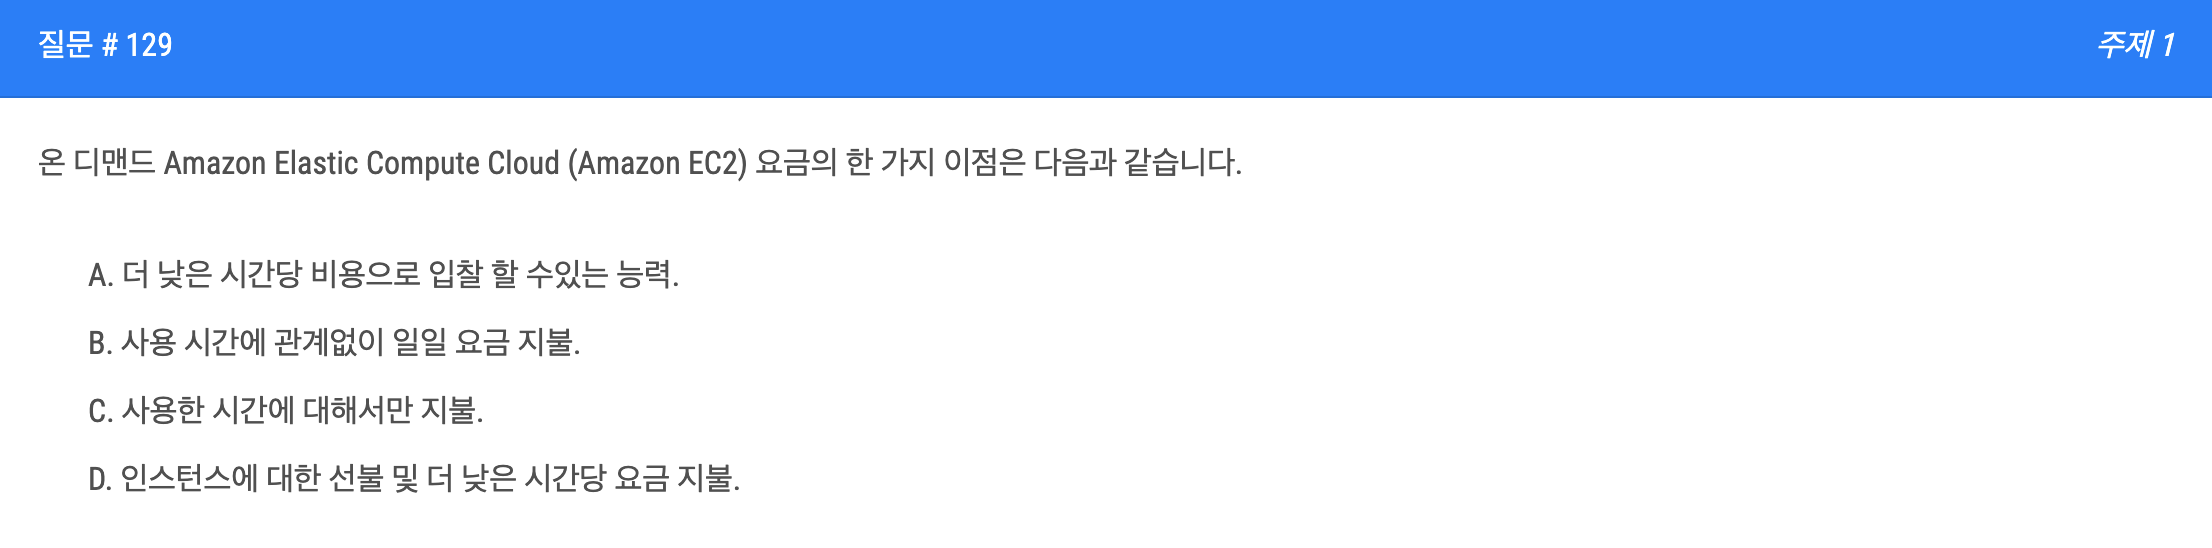 질문 # 129
주제 1
온 디맨드 Amazon Elastic Compute Cloud (Amazon EC2) 요금의 한 가지 이점은 다음과 같습니다.
A. 더 낮은 시간당 비용으로 입찰 할 수있는 능력.
B. 사용 시간에 관계없이 일일 요금 지불.
C. 사용한 시간에 대해서만 지불.
D. 인스턴스에 대한 선불 및 더 낮은 시간당 요금 지불.